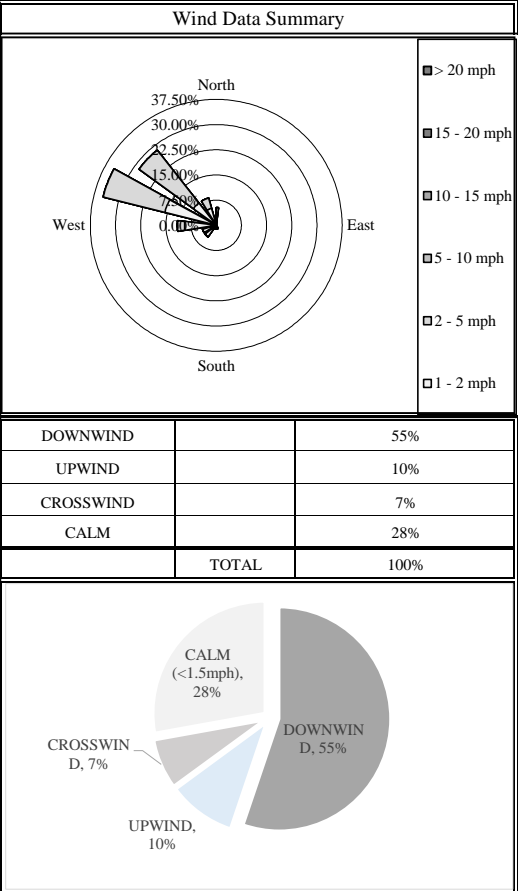 Wind Data Summary
North
37.50%
30.00%
22.50%
15.00%
7.50%
0.00%
West
East
South
> 20 mph
15 - 20 mph
10 - 15 mph
5 - 10 mph
2 - 5 mph
1 - 2 mph
DOWNWIND 55%
UPWIND 10%
CROSSWIND 7%
CALM 28%
TOTAL 100%
CALM
(<1.5mph),
28%
DOWNWIN
D, 55%
CROSSWIN
D, 7%
UPWIND,
10%